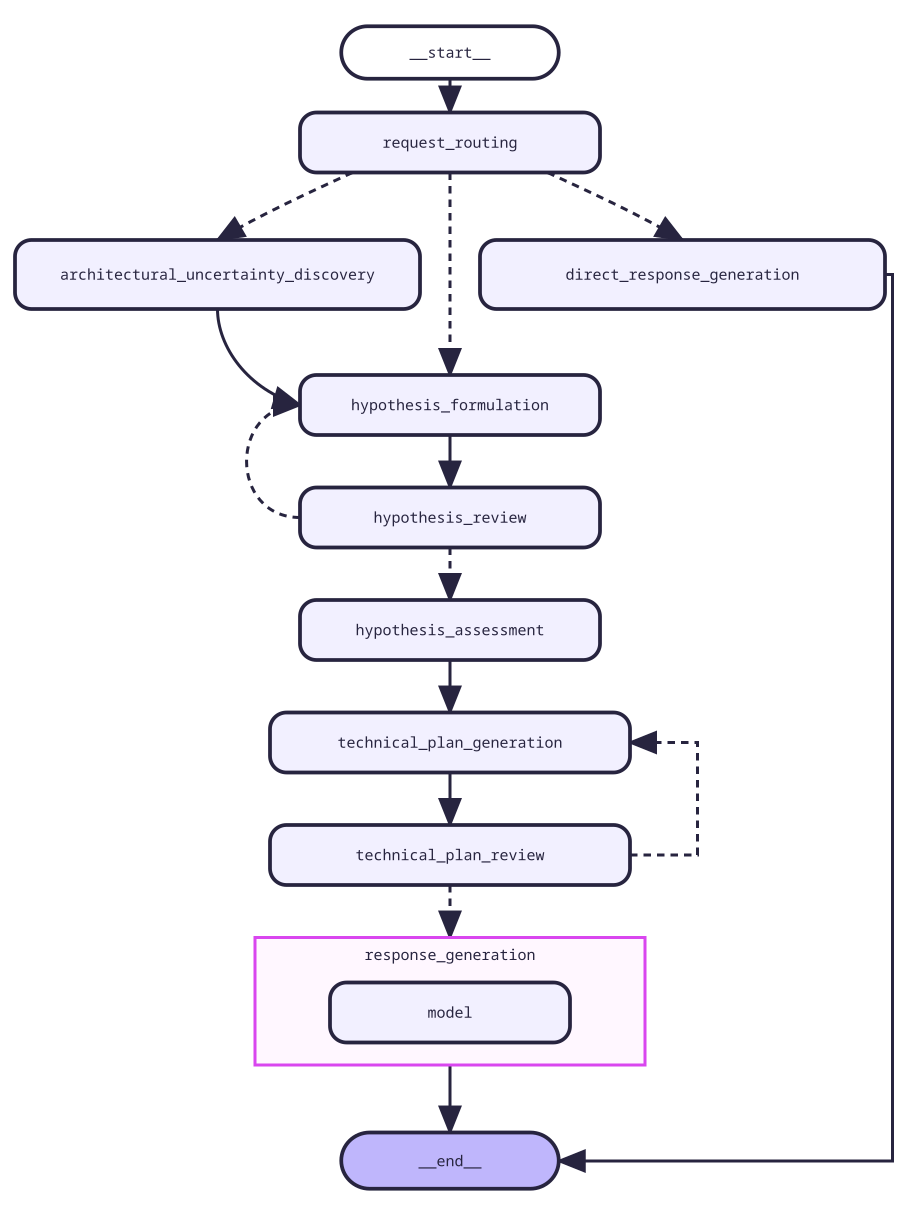 __start__
request_routing
architectural_uncertainty_discovery
direct_response_generation
hypothesis_formulation
hypothesis_review
hypothesis_assessment
technical_plan_generation
technical_plan_review
response_generation
model
__end__